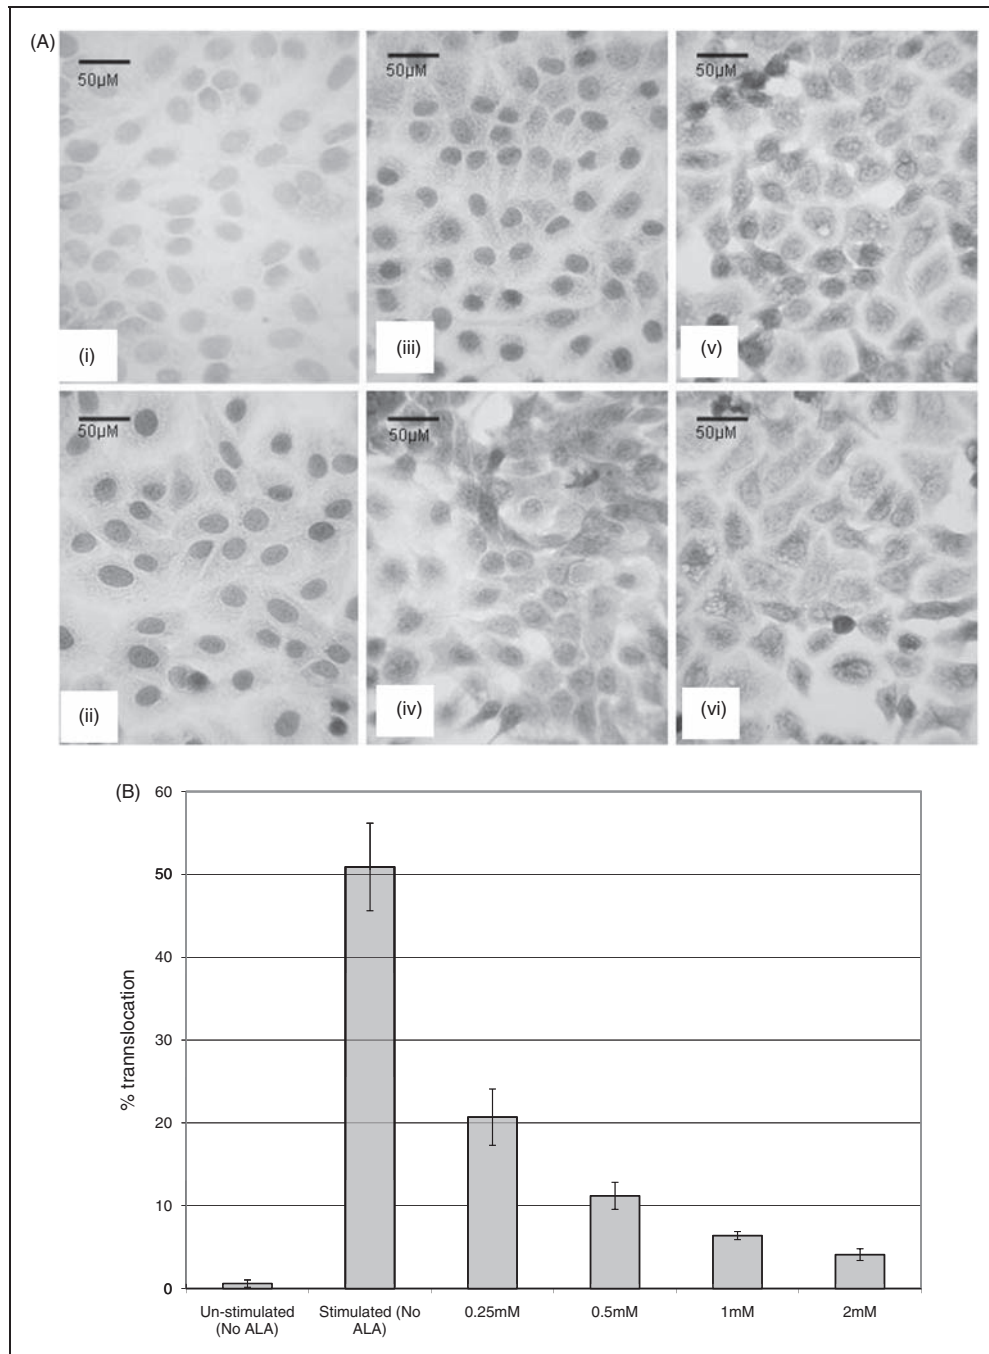 (A)
50µM
50µM
50µM
(i)
(iii)
(v)
50µM
50µM
50µM
(ii)
(iv)
(vi)
(B)
60
50
40
30
20
10
0
% trannslocation
Un-stimulated
(No ALA)
Stimulated (No
ALA)
0.25mM
0.5mM
1mM
2mM